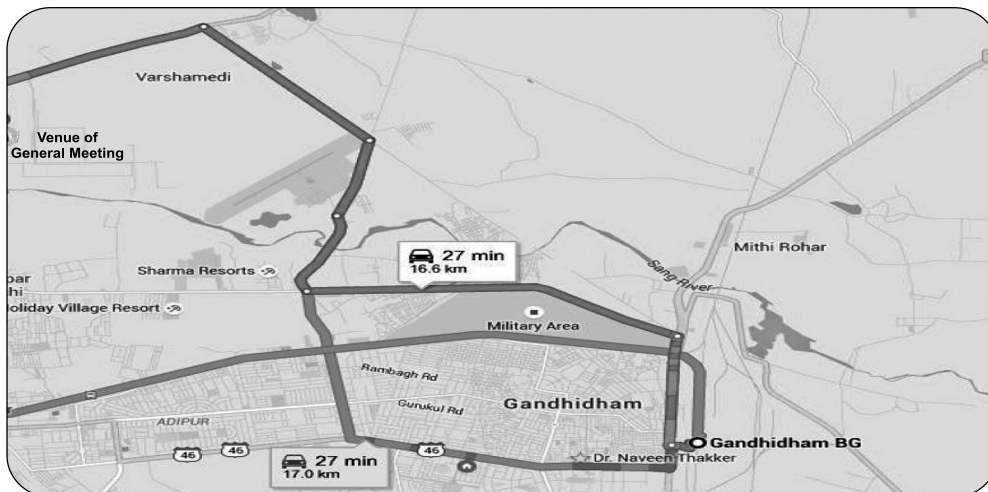 Varshamedi
Venue of
General Meeting
27 min
16.6 km
Mithi Rohar
Sharma Resorts
Sang River
par
hi
Holiday Village Resort
Military Area
Rambagh Rd
Gandhidham
Gurukul Rd
ADIPUR
46
46
46
Gandhidham BG
Dr. Naveen Thakker
27 min
17.0 km